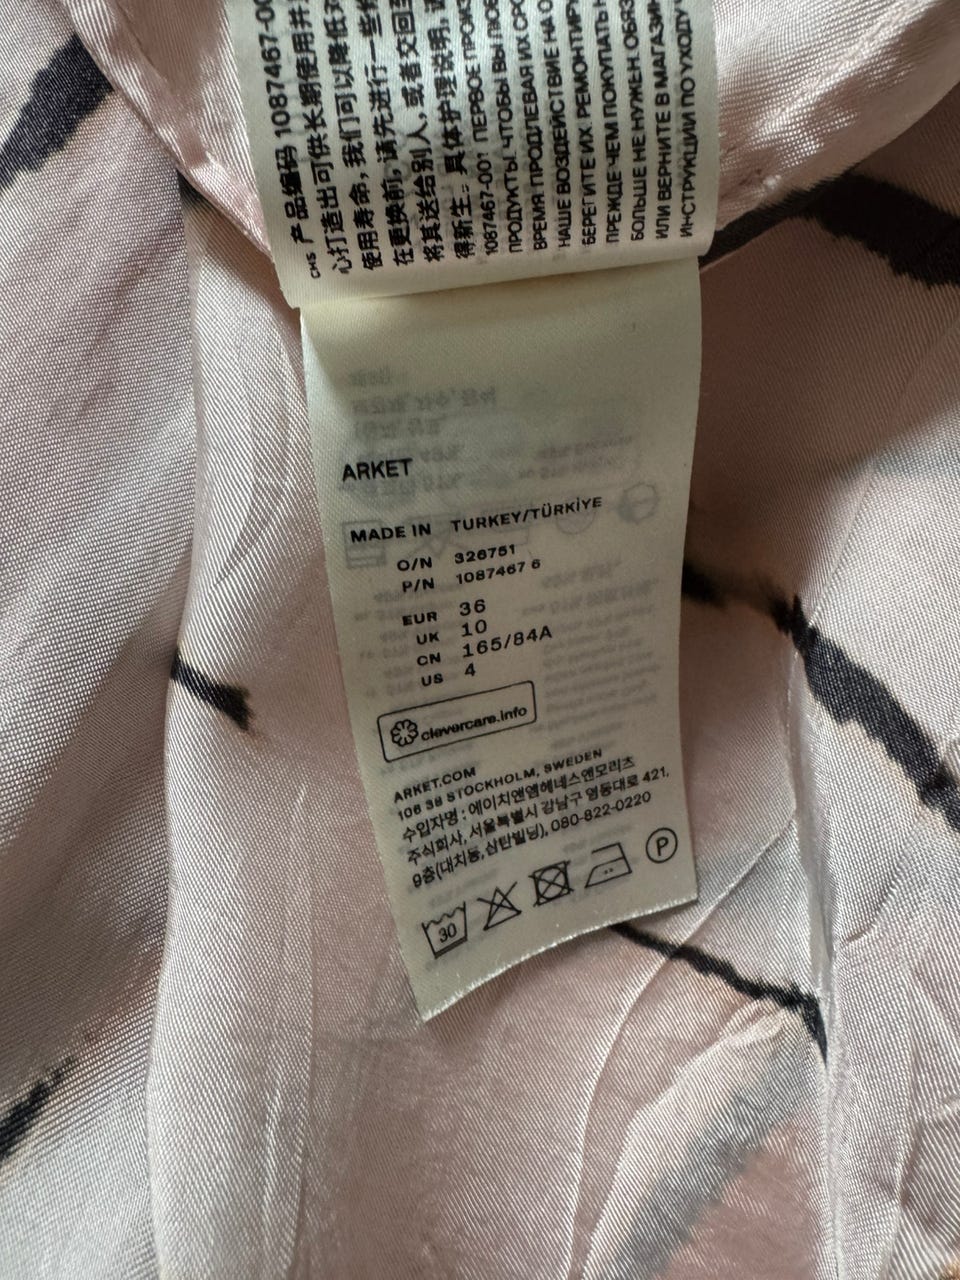 CHS 产品编码 1087467-00
心打造出可供长期使用并
使用寿命,我们可以降低
在更换前,请先进行一些
将其送给别人,或者交回
得新生。具体护理说明,
1087467-00? ПЕРВОЕ
ПРОДУКТЫ, ЧТОБЫ ВЫ
ВРЕМЯ ПРОДЛЕВАЯ ИХ
НАШЕ ВОЗДЕЙСТВИЕ НА
БЕРЕГИТЕ ИХ, РЕМОНТИР
ПРЕЖДЕ ЧЕМ ПОКУПАТЬ
БОЛЬШЕ НЕ НУЖЕН
ИЛИ ВЕРНИТЕ В МАГАЗИН
ИНСТРУКЦИИ ПО УХОДУ
ARKET
MADE IN TURKEY/TÜRKİYE
O/N 326751
P/N 1087467 6
EUR 36
UK 10
CN 165/84A
US 4
clevercare.info
ARKET.COM
106 38 STOCKHOLM, SWEDEN
수입자명 : 에이치앤엠헤네스앤모리츠
주식회사, 서울특별시 강남구 영동대로 421,
9층(대치동,삼탄빌딩), 080-822-0220
30 P